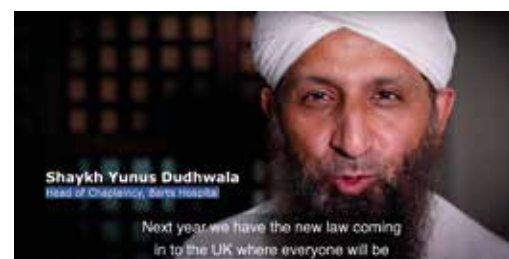 Shaykh Yunus Dudhwala
Head of Chaplaincy, Barts Hospital
Next year we have the new law coming
in to the UK where everyone will be